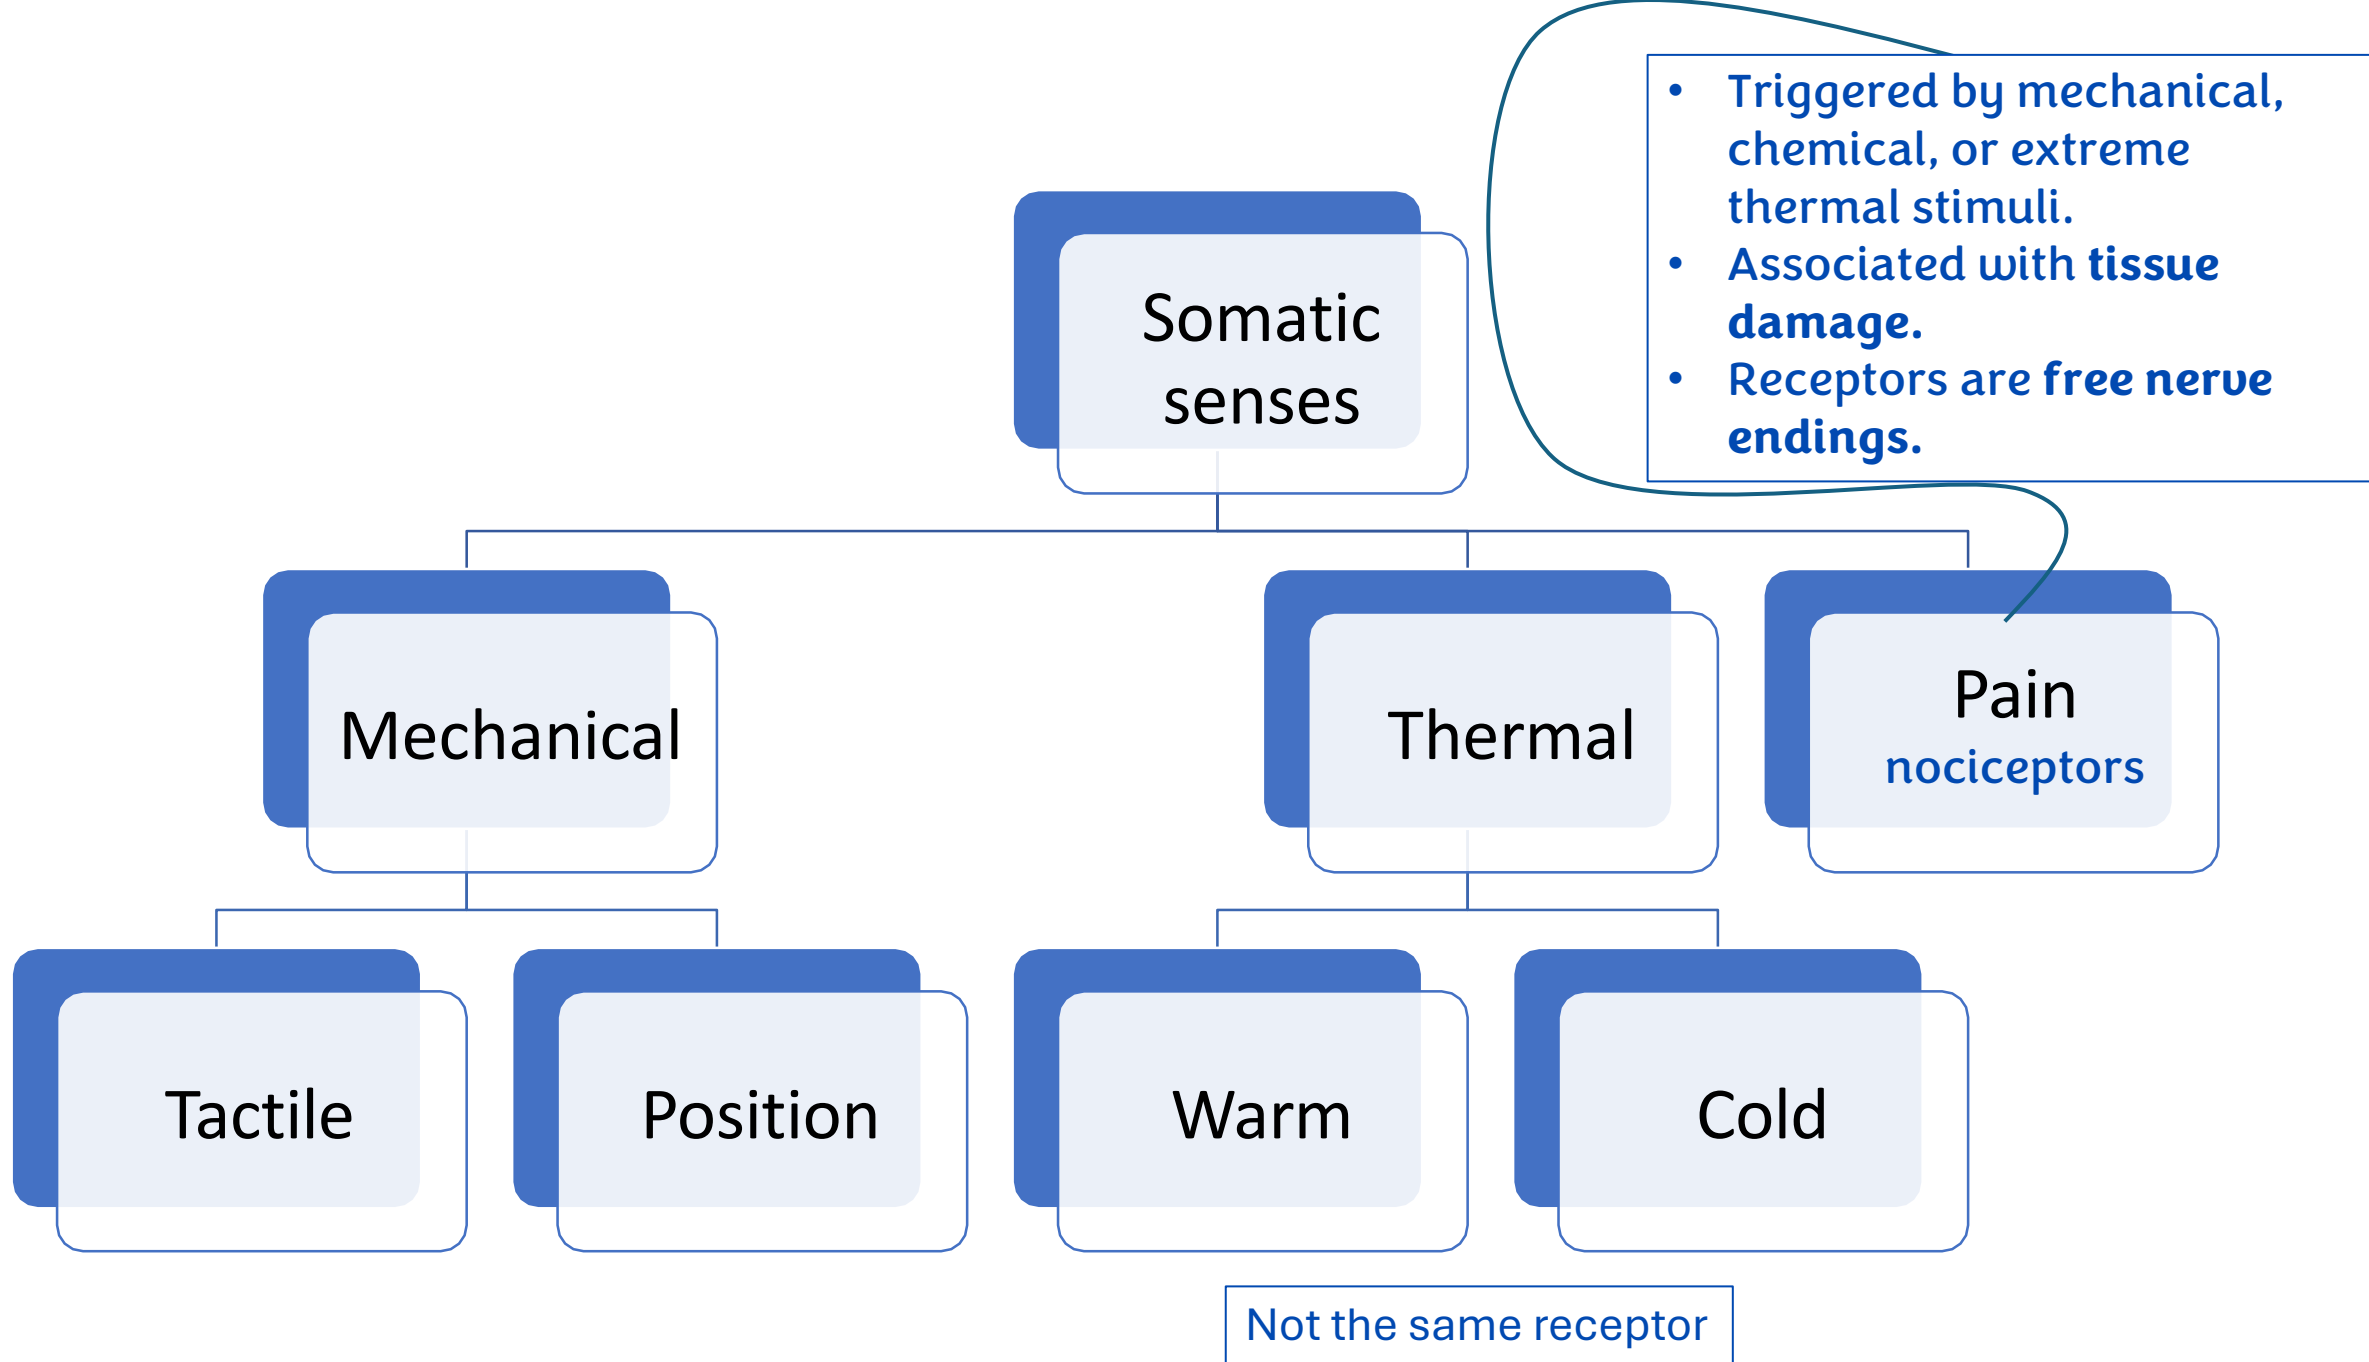 • Triggered by mechanical,
chemical, or extreme
thermal stimuli.
• Associated with tissue
damage.
• Receptors are free nerve
endings.
Somatic
senses
Mechanical
Thermal
Pain
nociceptors
Tactile
Position
Warm
Cold
Not the same receptor